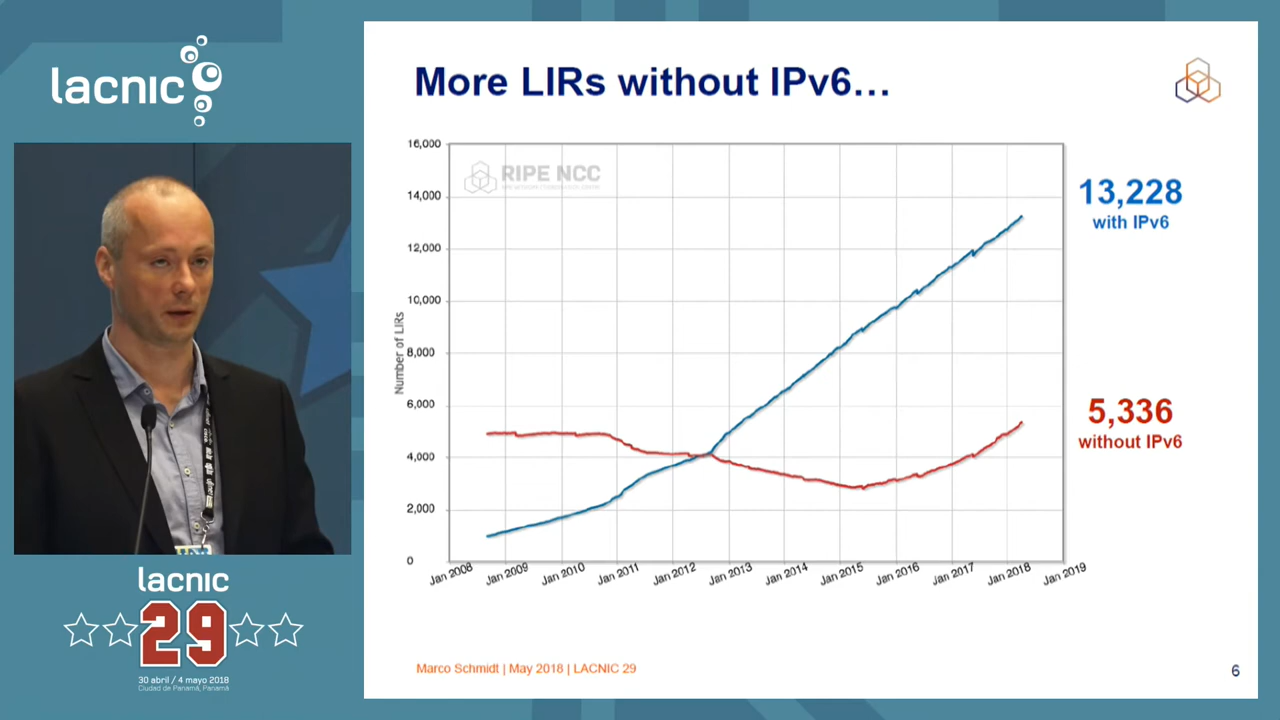 lacnic
More LIRs without IPv6...
16,000
14,000
12,000
10,000
8,000
6,000
4,000
2,000
0
Number of LIRs
RIPE NCC
Jan 2008
Jan 2009
Jan 2010
Jan 2011
Jan 2012
Jan 2013
Jan 2014
Jan 2015
Jan 2016
Jan 2017
Jan 2018
Jan 2019
13,228
with IPv6
5,336
without IPv6
lacnic
29
30 abril / 4 mayo 2018
Ciudad de Panamá, Panamá
Marco Schmidt | May 2018 | LACNIC 29
6